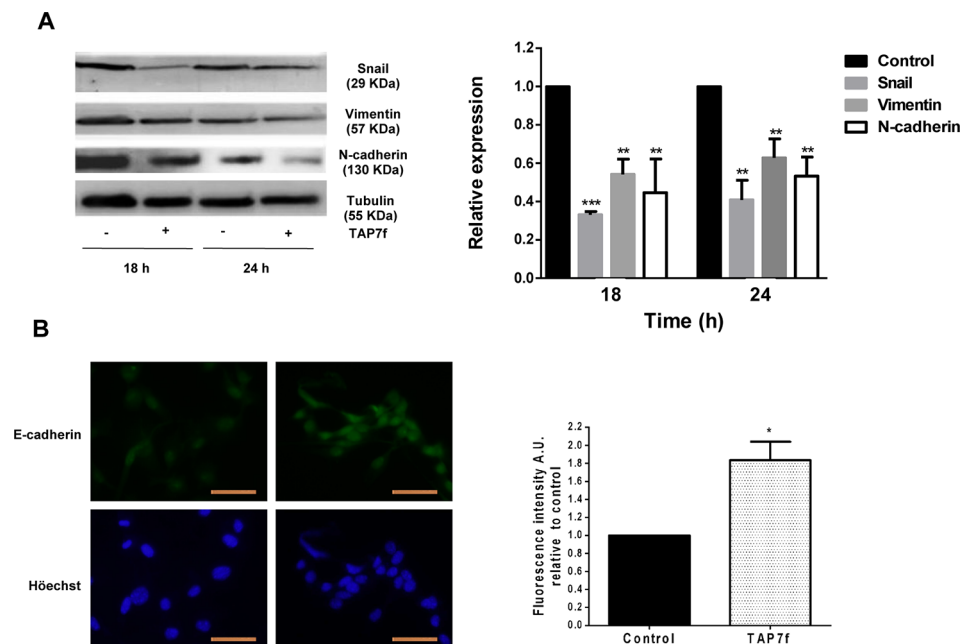 A
Snail
(29 KDa)
Vimentin
(57 KDa)
N-cadherin
(130 KDa)
Tubulin
(55 KDa)
- + - + TAP7f
18 h 24 h
Relative expression
1.2
1.0
0.8
0.6
0.4
0.2
0.0
*** ** **
** ** **
18 24
Time (h)
Control
Snail
Vimentin
N-cadherin
B
E-cadherin
Höechst
Fluorescence intensity A.U.
relative to control
2.2
2.0
1.8
1.6
1.4
1.2
1.0
0.8
0.6
0.4
0.2
0.0
*
Control TAP7f